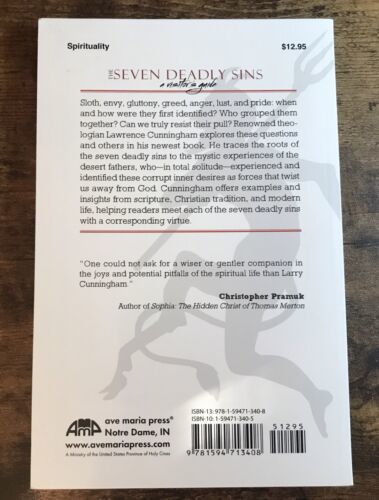 Spirituality
$12.95
THE SEVEN DEADLY SINS
a visitor's guide
Sloth, envy, gluttony, greed, anger, lust, and pride: when
and how were they first identified? Who grouped them
together? Can we truly resist their pull? Renowned theo-
logian Lawrence Cunningham explores these questions
and others in his newest book. He traces the roots of
the seven deadly sins to the mystic experiences of the
desert fathers, who—in total solitude—experienced and
identified these corrupt inner desires as forces that twist
us away from God. Cunningham offers examples and
insights from scripture, Christian tradition, and modern
life, helping readers meet each of the seven deadly sins
with a corresponding virtue.
"One could not ask for a wiser or gentler companion in
the joys and potential pitfalls of the spiritual life than Larry
Cunningham."
Christopher Pramuk
Author of Sophia: The Hidden Christ of Thomas Merton
AMP
ave maria press®
Notre Dame, IN
www.avemariapress.com
A Ministry of the United States Province of Holy Cross
ISBN-13: 978-1-59471-340-8
ISBN-10: 1-59471-340-5
51295
9781594713408